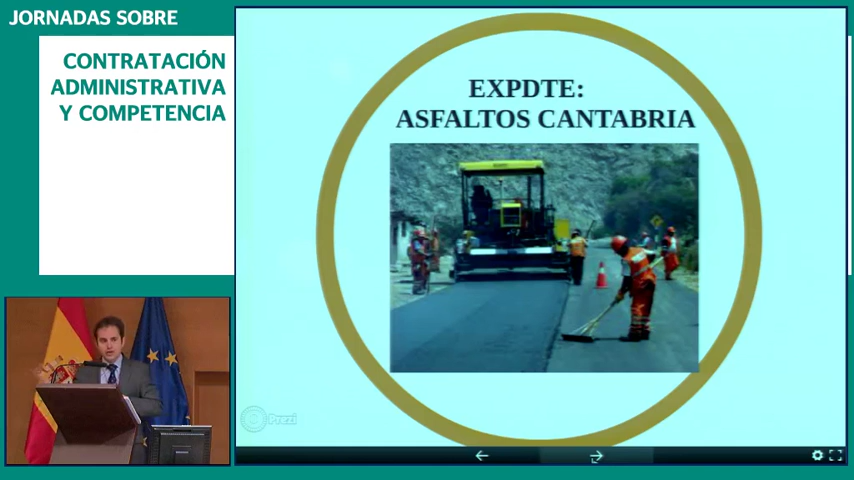 JORNADAS SOBRE
CONTRATACIÓN
ADMINISTRATIVA
Y COMPETENCIA
EXPDTE:
ASFALTOS CANTABRIA
Prezi